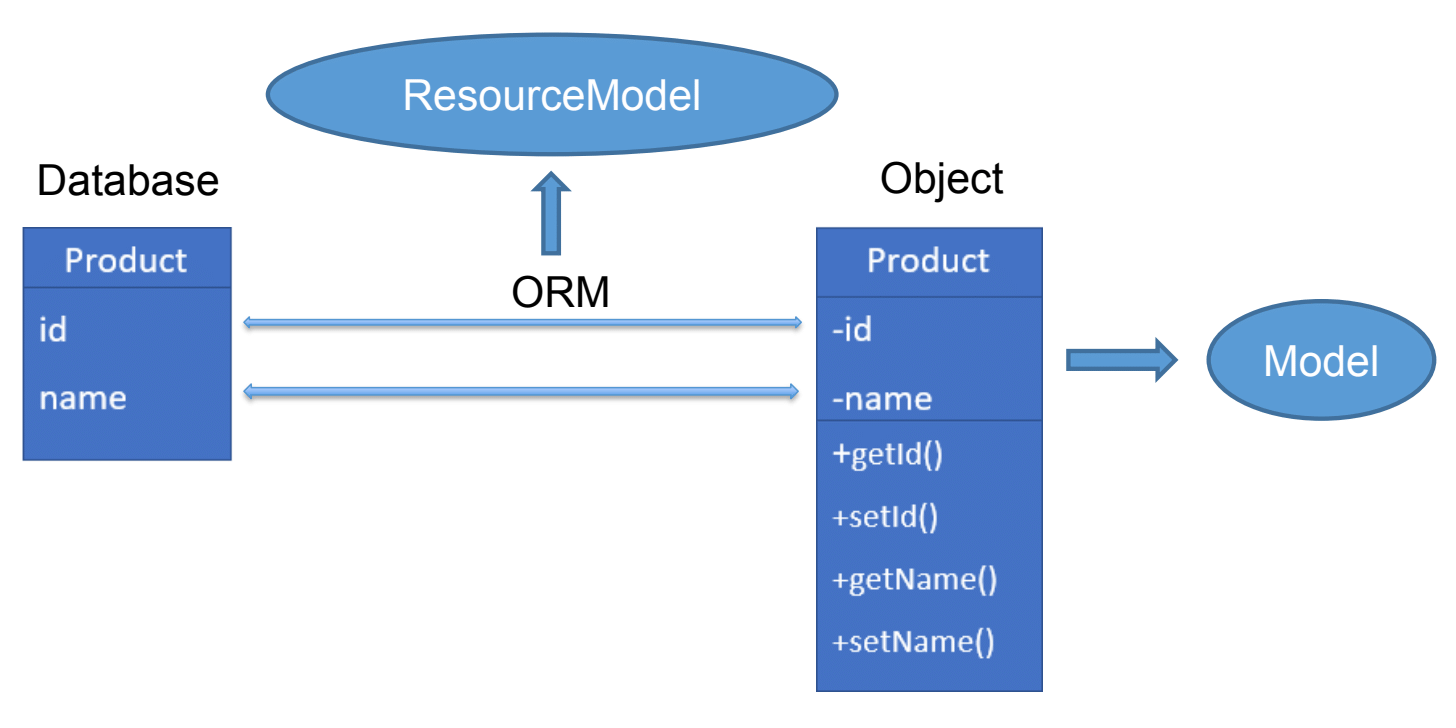 ResourceModel
Database
Product
id
name
ORM
Object
Product
-id
-name
+getId()
+setId()
+getName()
+setName()
Model